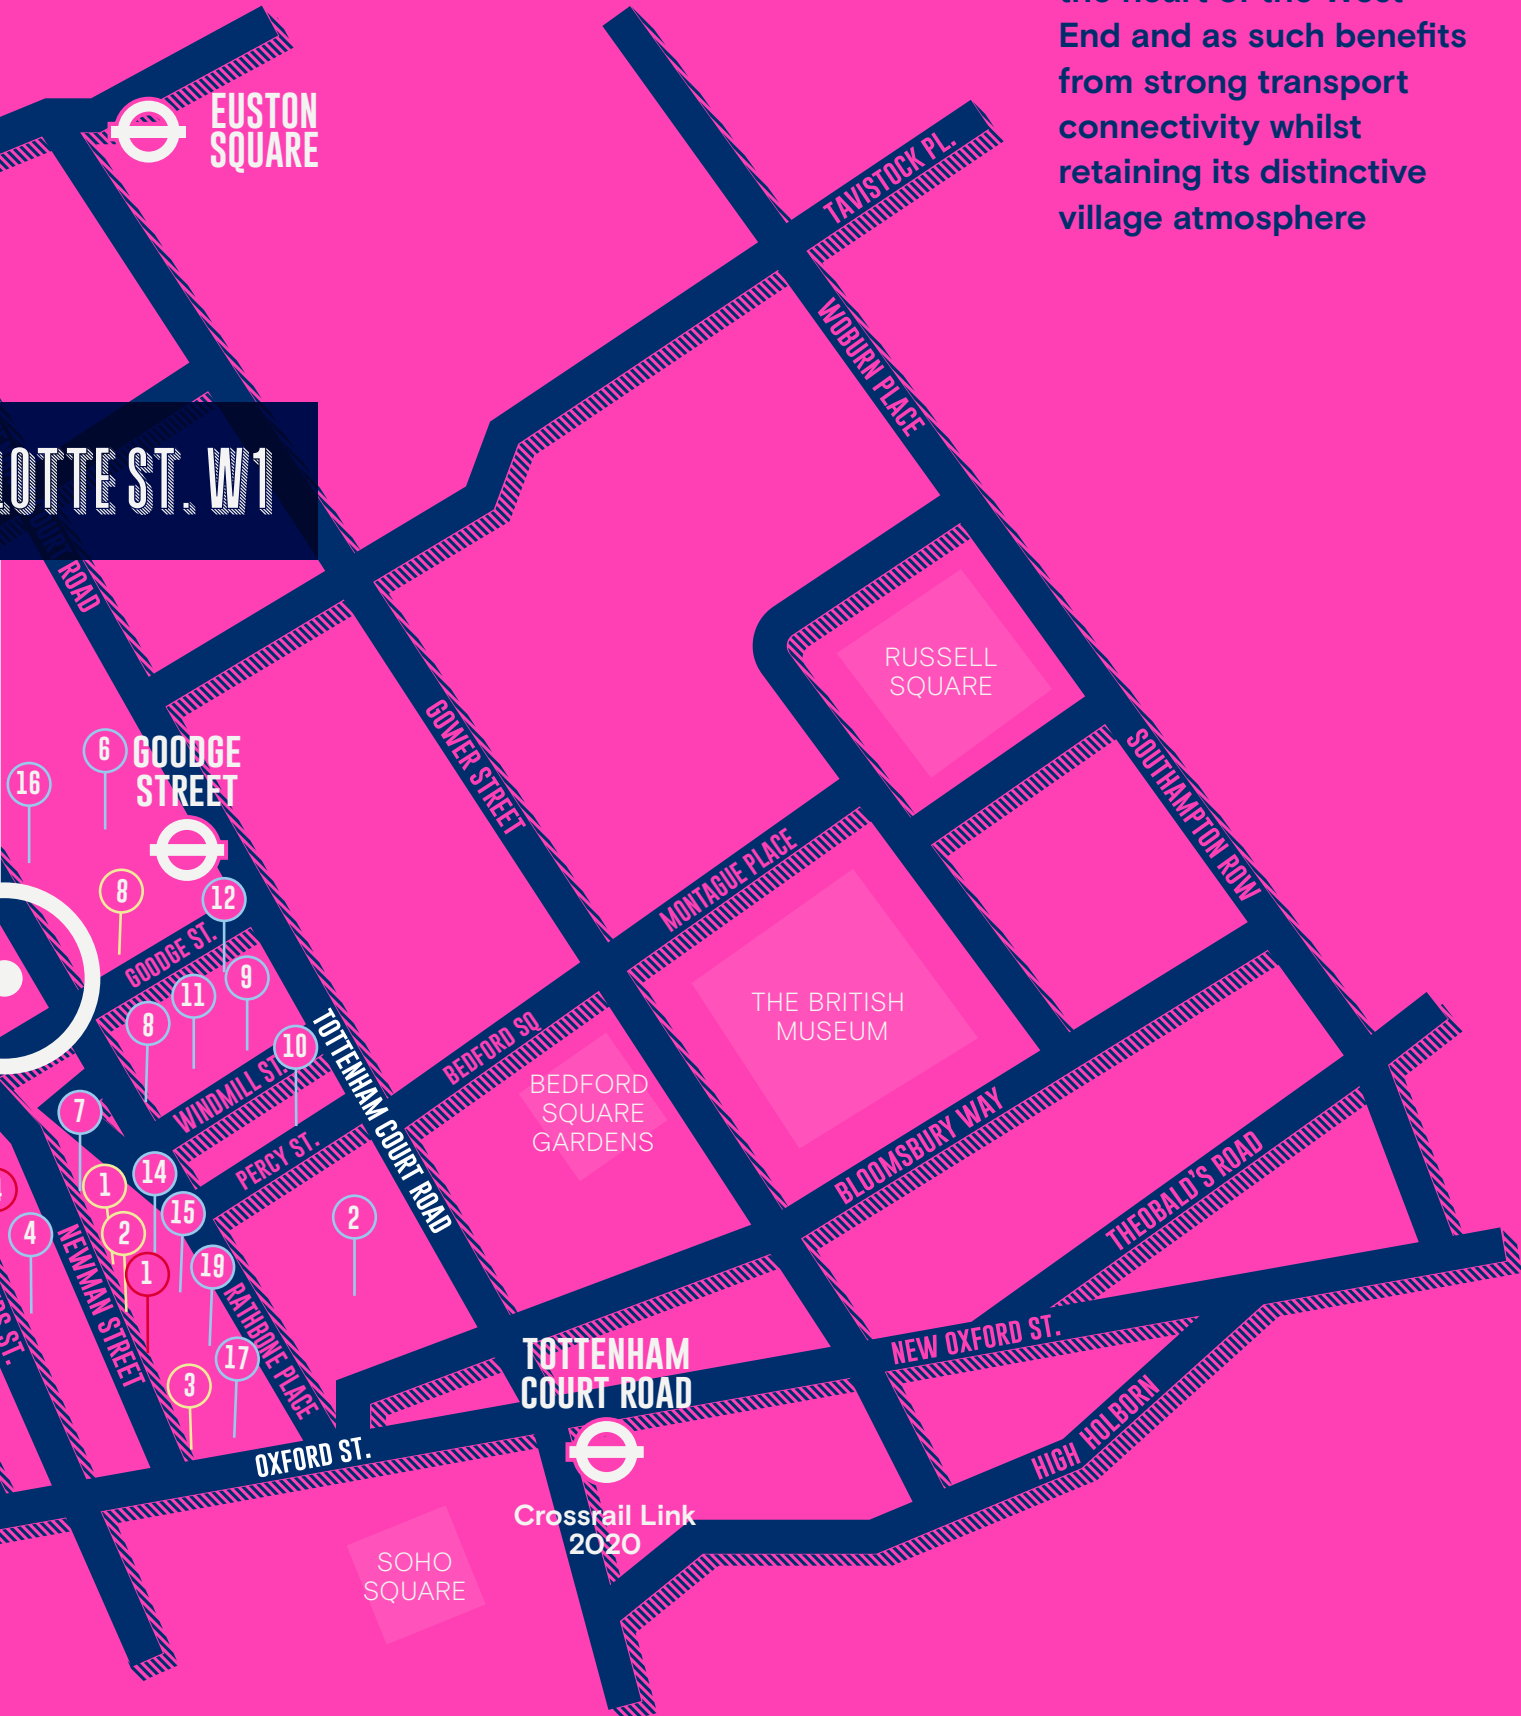 End and as such benefits
from strong transport
connectivity whilst
retaining its distinctive
village atmosphere
EUSTON
SQUARE
TAVISTOCK PL.
WOBURN PLACE
LOTTE ST. W1
ROAD
RUSSELL
SQUARE
GOWER STREET
SOUTHAMPTON ROW
6
GOODGE
STREET
16
8
12
MONTAGUE PLACE
GOODGE ST.
9
11
8
THE BRITISH
MUSEUM
10
TOTTENHAM COURT ROAD
BEDFORD SQ
BEDFORD
SQUARE
GARDENS
WINDMILL ST.
7
PERCY ST.
BLOOMSBURY WAY
THEOBALD'S ROAD
14
1
15
2
4
2
1
19
NEWMAN STREET
RATHBONE PLACE
17
3
TOTTENHAM
COURT ROAD
NEW OXFORD ST.
HIGH HOLBORN
OXFORD ST.
Crossrail Link
2020
SOHO
SQUARE